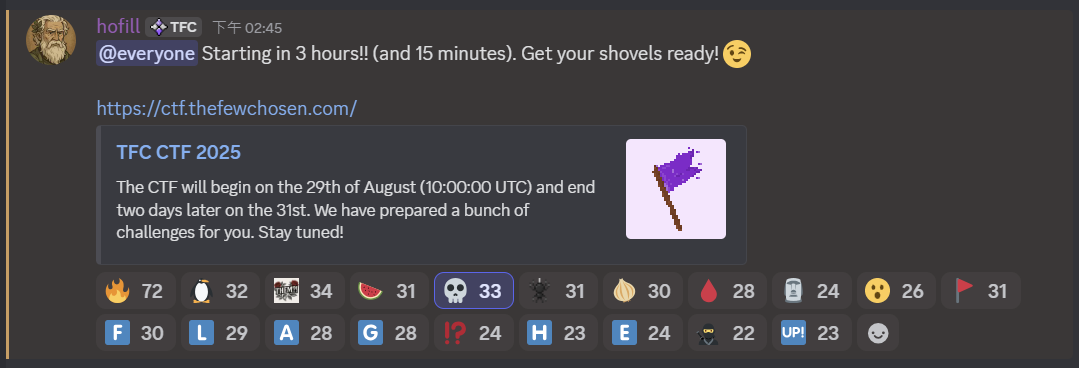 hofill TFC 下午 02:45
@everyone Starting in 3 hours!! (and 15 minutes). Get your shovels ready! 😉
https://ctf.thefewchosen.com/
TFC CTF 2025
The CTF will begin on the 29th of August (10:00:00 UTC) and end
two days later on the 31st. We have prepared a bunch of
challenges for you. Stay tuned!
72 32 34 31 33 31 30 28 24 26 31
F 30 L 29 A 28 G 28 ⁉ 24 H 23 E 24 22 UP! 23